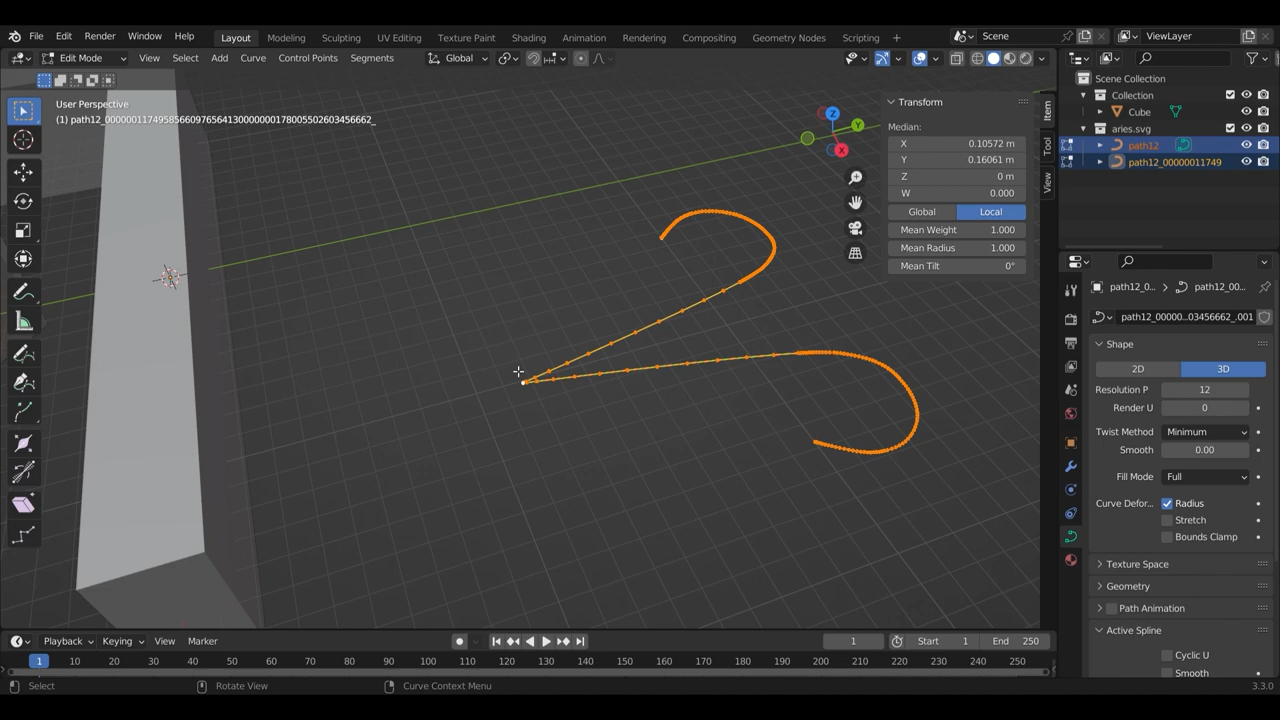 File Edit Render Window Help Layout Modeling Sculpting UV Editing Texture Paint Shading Animation Rendering Compositing Geometry Nodes Scripting + Scene ViewLayer
Edit Mode View Select Add Curve Control Points Segments Global
User Perspective
(1) path12_00000011749585660976564130000000178005502603456662_
Z
Y
X
Transform
Median:
X 0.10572 m
Y 0.16061 m
Z 0 m
W 0.000
Global Local
Mean Weight 1.000
Mean Radius 1.000
Mean Tilt 0°
Item
Tool
View
Scene Collection
Collection
Cube
aries.svg
path12
path12_00000011749
path12_0... path12_00...
path12_00000...03456662_.001
Shape
2D 3D
Resolution P 12
Render U 0
Twist Method Minimum
Smooth 0.00
Fill Mode Full
Curve Defor... Radius
Stretch
Bounds Clamp
Texture Space
Geometry
Path Animation
Active Spline
Cyclic U
Smooth
Playback Keying View Marker 1 Start 1 End 250
1 10 20 30 40 50 60 70 80 90 100 110 120 130 140 150 160 170 180 190 200 210 220 230 240 250
Select Rotate View Curve Context Menu 3.3.0